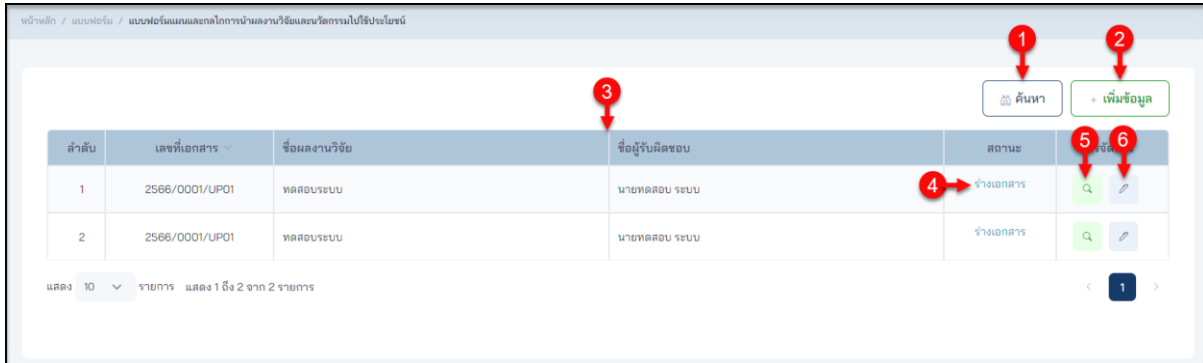 หน้าหลัก / แบบฟอร์ม / แบบฟอร์มแผนและกลไกการนำผลงานวิจัยและนวัตกรรมไปใช้ประโยชน์
1 2
3
ค้นหา + เพิ่มข้อมูล
ลำดับ เลขที่เอกสาร ชื่อผลงานวิจัย ชื่อผู้รับผิดชอบ สถานะ
5 6
1 2566/0001/UP01 ทดสอบระบบ นายทดสอบ ระบบ 4 ร่างเอกสาร
2 2566/0001/UP01 ทดสอบระบบ นายทดสอบ ระบบ ร่างเอกสาร
แสดง 10 รายการ แสดง 1 ถึง 2 จาก 2 รายการ < 1 >